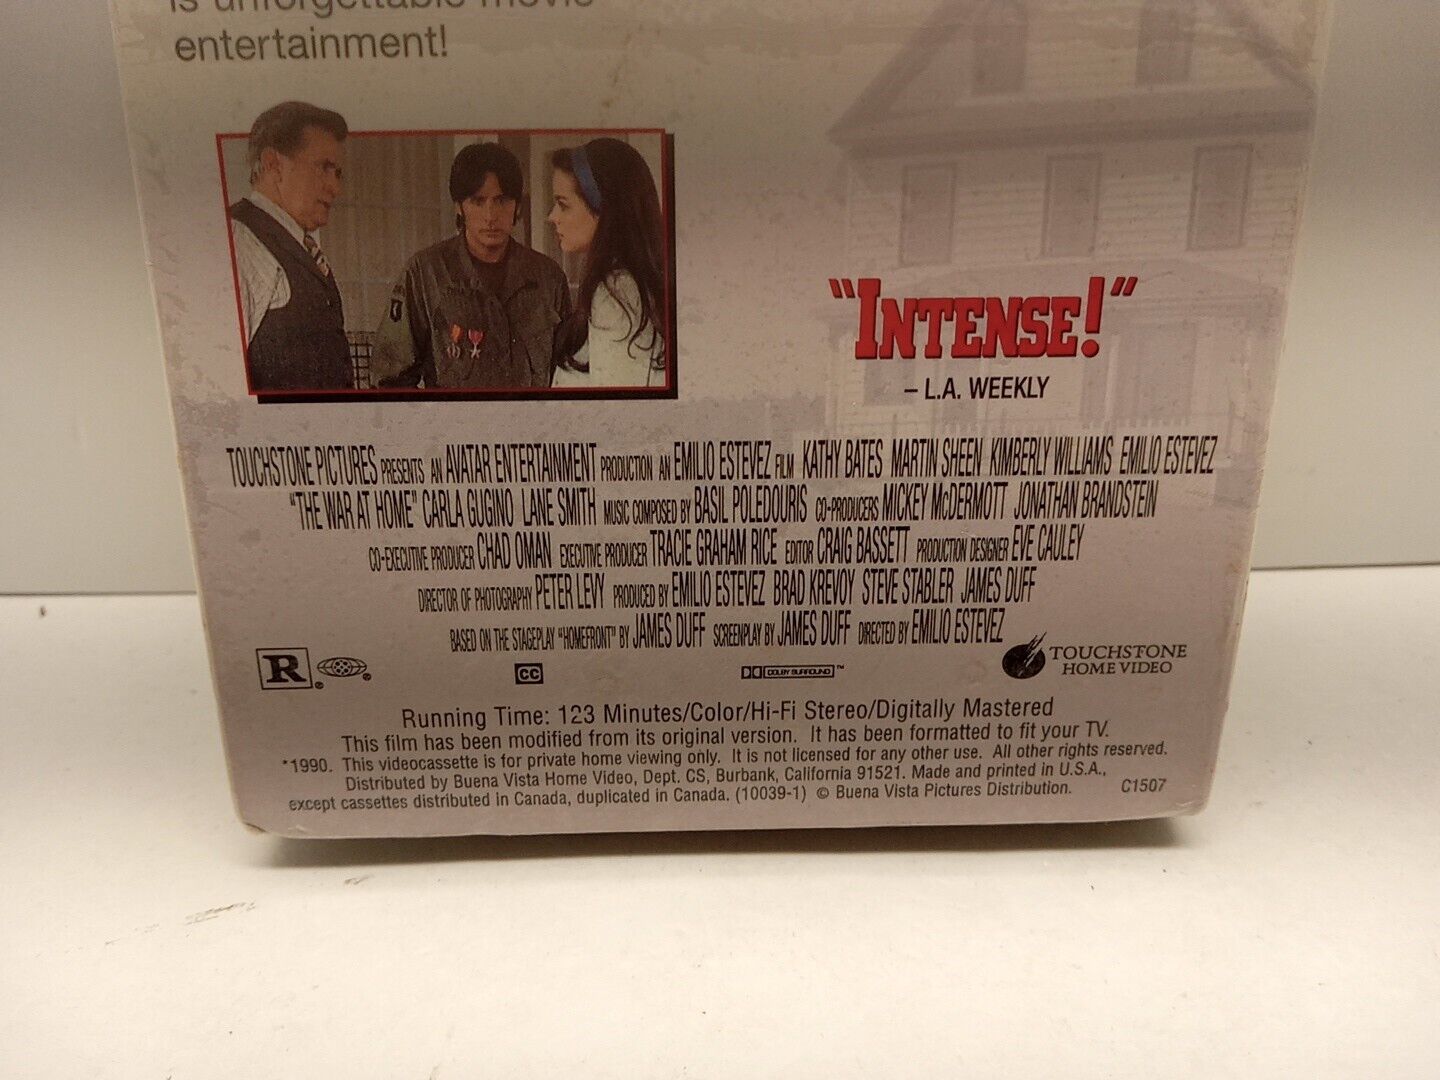 is unforgettable movie
entertainment!
"INTENSE!"
– L.A. WEEKLY
TOUCHSTONE PICTURES PRESENTS AN AVATAR ENTERTAINMENT PRODUCTION AN EMILIO ESTEVEZ FILM KATHY BATES MARTIN SHEEN KIMBERLY WILLIAMS EMILIO ESTEVEZ
"THE WAR AT HOME" CARLA GUGINO LANE SMITH MUSIC COMPOSED BY BASIL POLEDOURIS CO-PRODUCERS MICKEY McDERMOTT JONATHAN BRANDSTEIN
CO-EXECUTIVE PRODUCER CHAD OMAN EXECUTIVE PRODUCER TRACIE GRAHAM RICE EDITOR CRAIG BASSETT PRODUCTION DESIGNER EVE CAULEY
DIRECTOR OF PHOTOGRAPHY PETER LEVY PRODUCED BY EMILIO ESTEVEZ BRAD KREVOY STEVE STABLER JAMES DUFF
BASED ON THE STAGEPLAY "HOMEFRONT" BY JAMES DUFF SCREENPLAY BY JAMES DUFF DIRECTED BY EMILIO ESTEVEZ
R ® ® CC DOLBY SURROUND ™ TOUCHSTONE
HOME VIDEO
Running Time: 123 Minutes/Color/Hi-Fi Stereo/Digitally Mastered
This film has been modified from its original version. It has been formatted to fit your TV.
*1990. This videocassette is for private home viewing only. It is not licensed for any other use. All other rights reserved.
Distributed by Buena Vista Home Video, Dept. CS, Burbank, California 91521. Made and printed in U.S.A.,
except cassettes distributed in Canada, duplicated in Canada. (10039-1) © Buena Vista Pictures Distribution. C1507